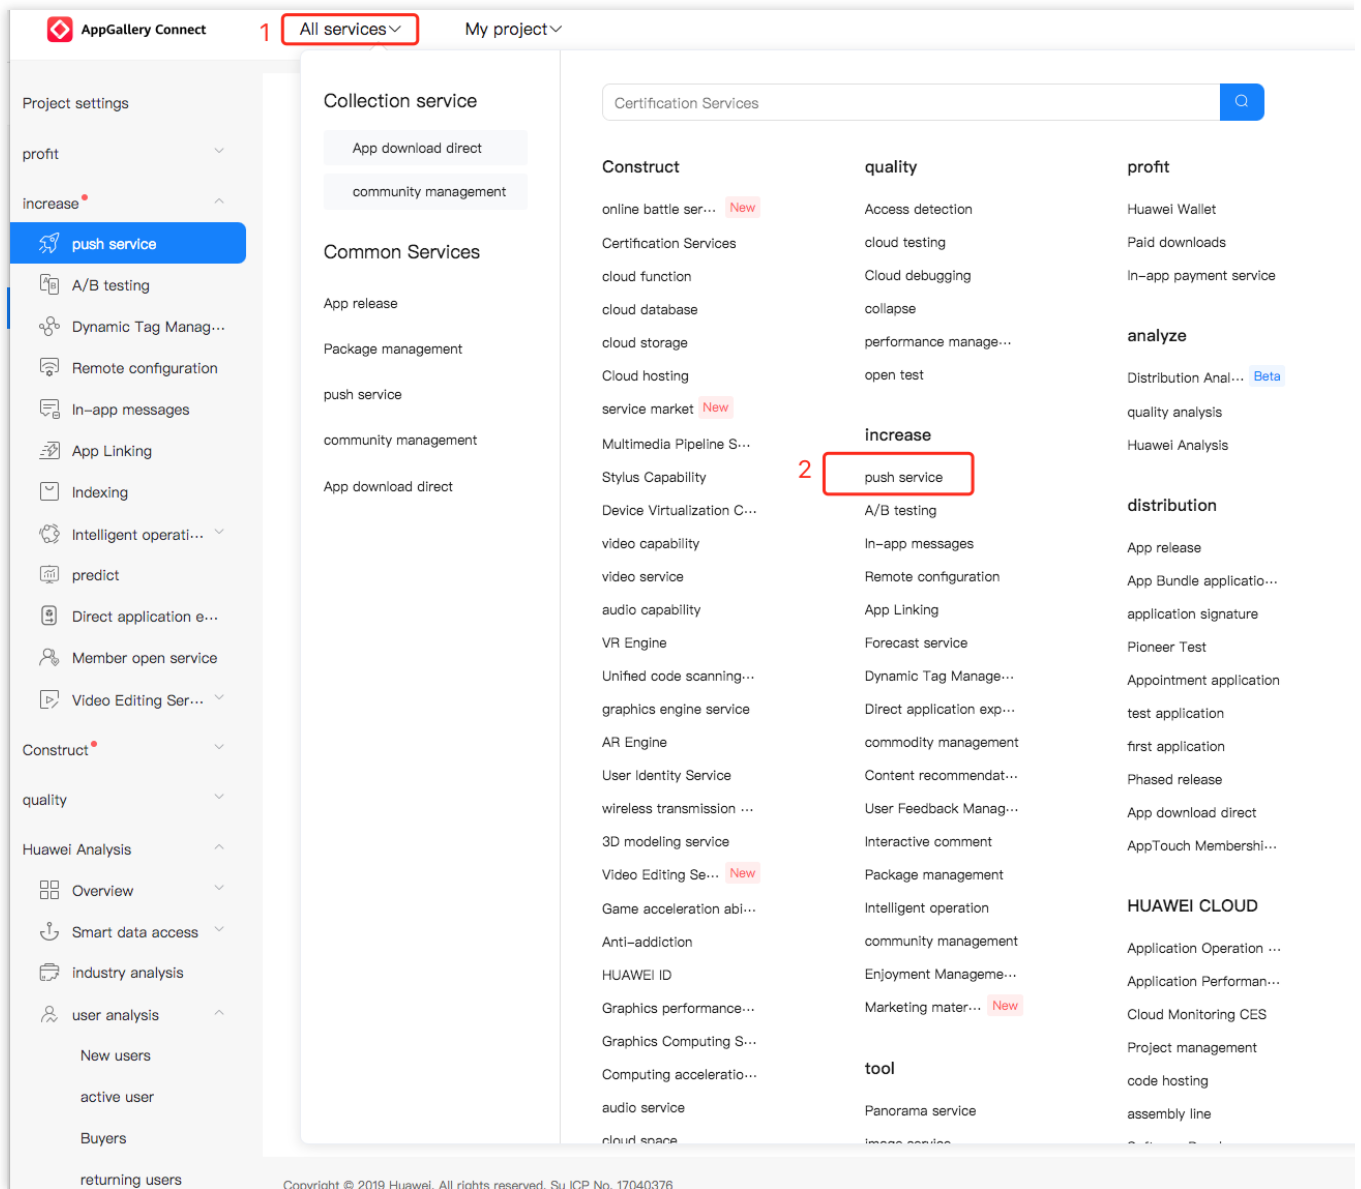 AppGallery Connect
1
All services
My project
Project settings
profit
increase
push service
A/B testing
Dynamic Tag Manag···
Remote configuration
In-app messages
App Linking
Indexing
Intelligent operati···
predict
Direct application e···
Member open service
Video Editing Ser···
Construct
quality
Huawei Analysis
Overview
Smart data access
industry analysis
user analysis
New users
active user
Buyers
returning users
Collection service
App download direct
community management
Common Services
App release
Package management
push service
community management
App download direct
Certification Services
Construct
online battle ser··· New
Certification Services
cloud function
cloud database
cloud storage
Cloud hosting
service market New
Multimedia Pipeline S···
Stylus Capability
Device Virtualization C···
video capability
video service
audio capability
VR Engine
Unified code scanning···
graphics engine service
AR Engine
User Identity Service
wireless transmission ···
3D modeling service
Video Editing Se··· New
Game acceleration abi···
Anti-addiction
HUAWEI ID
Graphics performance···
Graphics Computing S···
Computing acceleratio···
audio service
cloud space
quality
Access detection
cloud testing
Cloud debugging
collapse
performance manage···
open test
increase
2
push service
A/B testing
In-app messages
Remote configuration
App Linking
Forecast service
Dynamic Tag Manage···
Direct application exp···
commodity management
Content recommendat···
User Feedback Manag···
Interactive comment
Package management
Intelligent operation
community management
Enjoyment Manageme···
Marketing mater··· New
tool
Panorama service
image service
profit
Huawei Wallet
Paid downloads
In-app payment service
analyze
Distribution Anal··· Beta
quality analysis
Huawei Analysis
distribution
App release
App Bundle applicatio···
application signature
Pioneer Test
Appointment application
test application
first application
Phased release
App download direct
AppTouch Membershi···
HUAWEI CLOUD
Application Operation ···
Application Performan···
Cloud Monitoring CES
Project management
code hosting
assembly line
Copyright © 2019 Huawei. All rights reserved. Su ICP No. 17040376